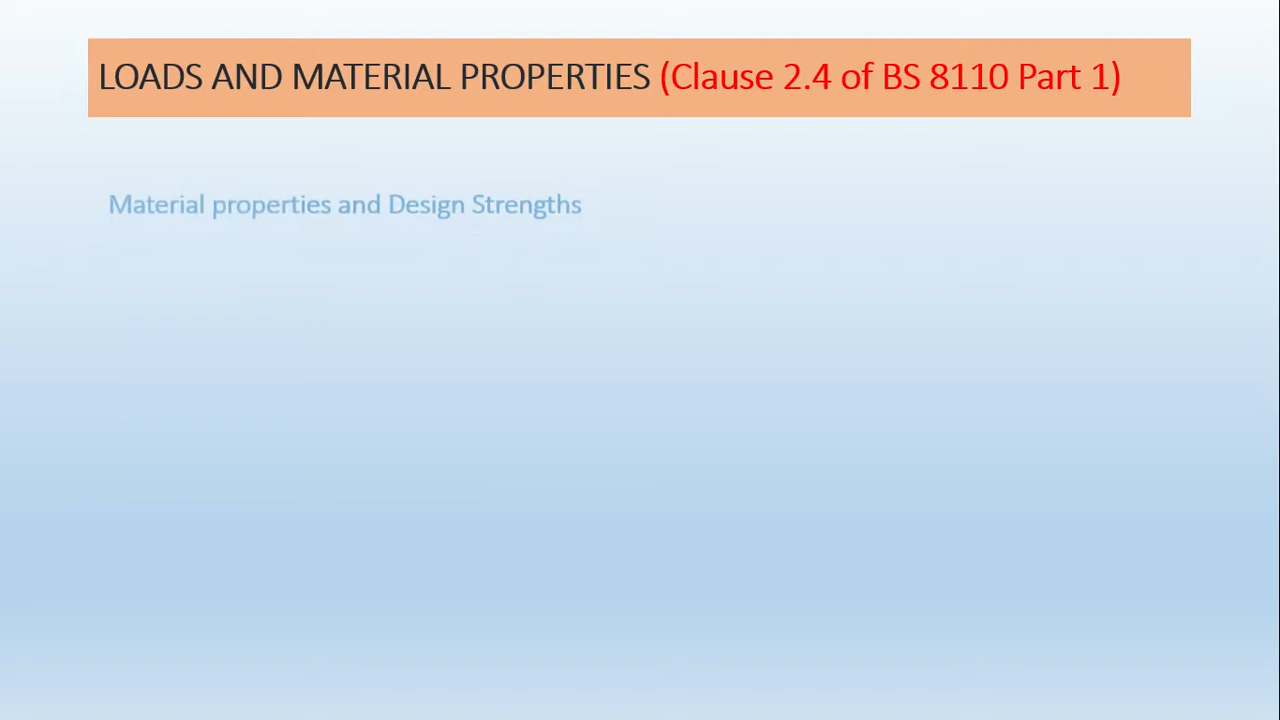 LOADS AND MATERIAL PROPERTIES (Clause 2.4 of BS 8110 Part 1)
Material properties and Design Strengths